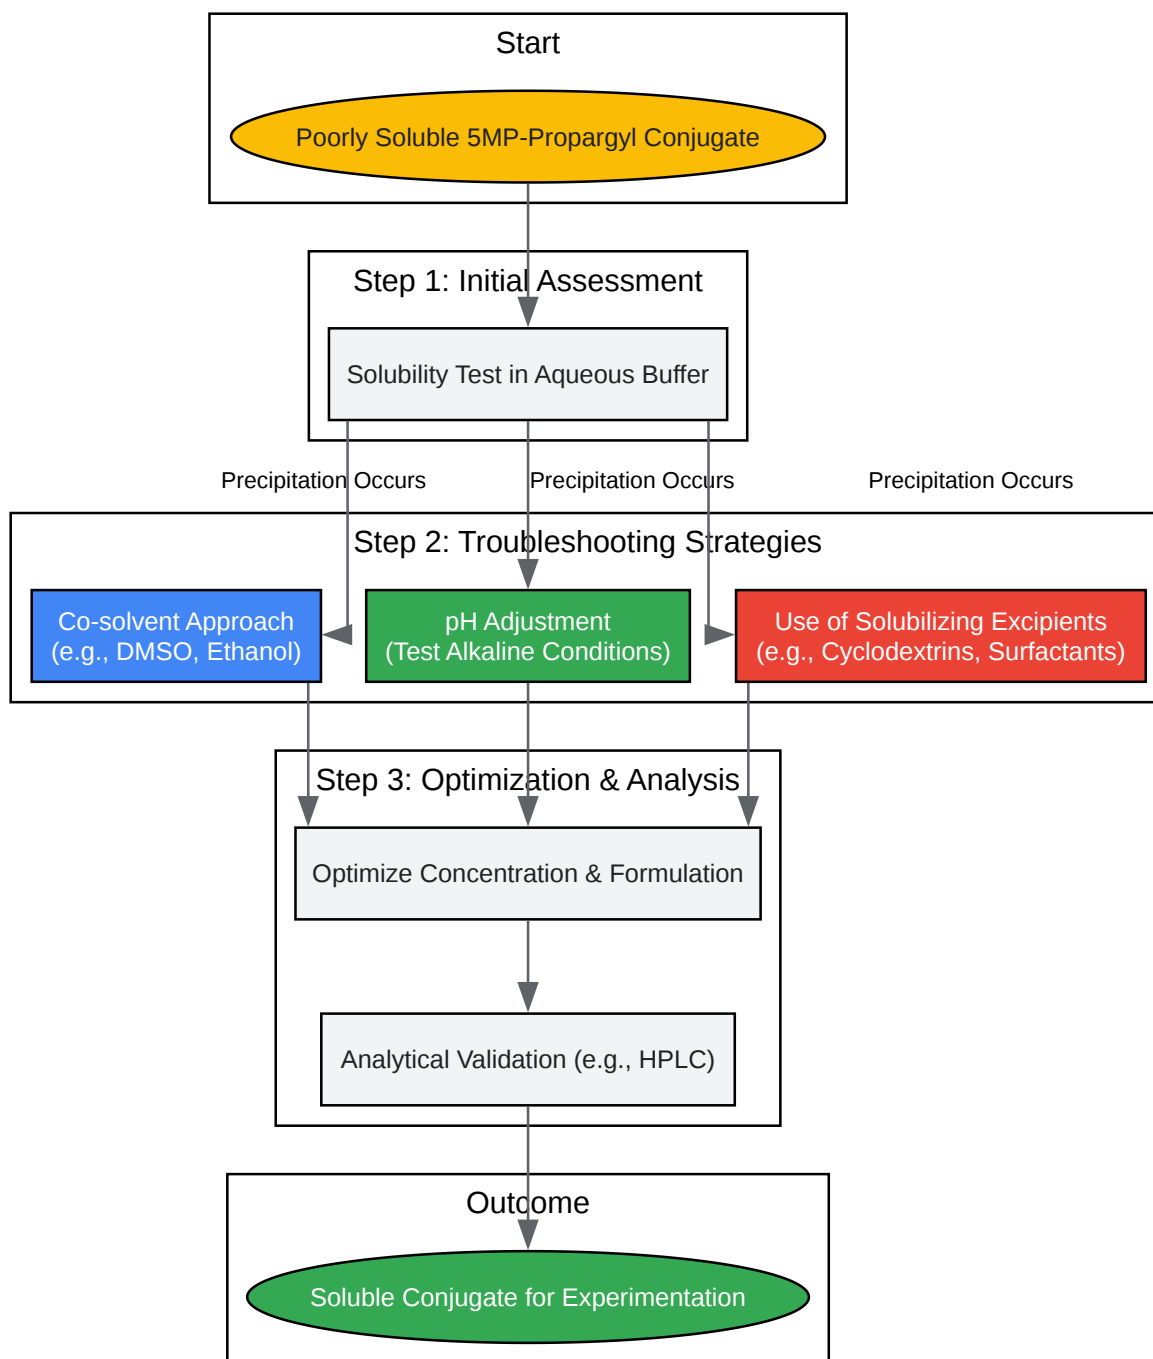 Start
Poorly Soluble 5MP-Propargyl Conjugate
Step 1: Initial Assessment
Solubility Test in Aqueous Buffer
Precipitation Occurs
Precipitation Occurs
Precipitation Occurs
Step 2: Troubleshooting Strategies
Co-solvent Approach
(e.g., DMSO, Ethanol)
pH Adjustment
(Test Alkaline Conditions)
Use of Solubilizing Excipients
(e.g., Cyclodextrins, Surfactants)
Step 3: Optimization & Analysis
Optimize Concentration & Formulation
Analytical Validation (e.g., HPLC)
Outcome
Soluble Conjugate for Experimentation